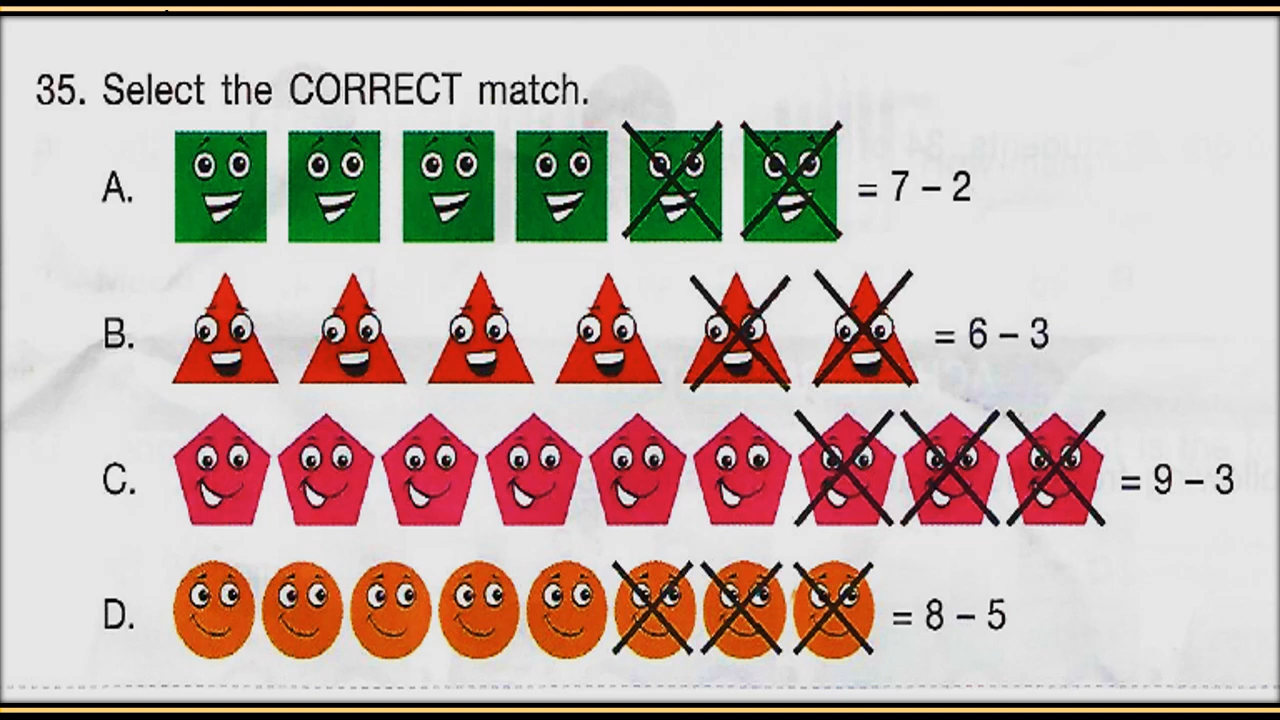 35. Select the CORRECT match.
A. = 7 – 2
B. = 6 – 3
C. = 9 – 3
D. = 8 – 5